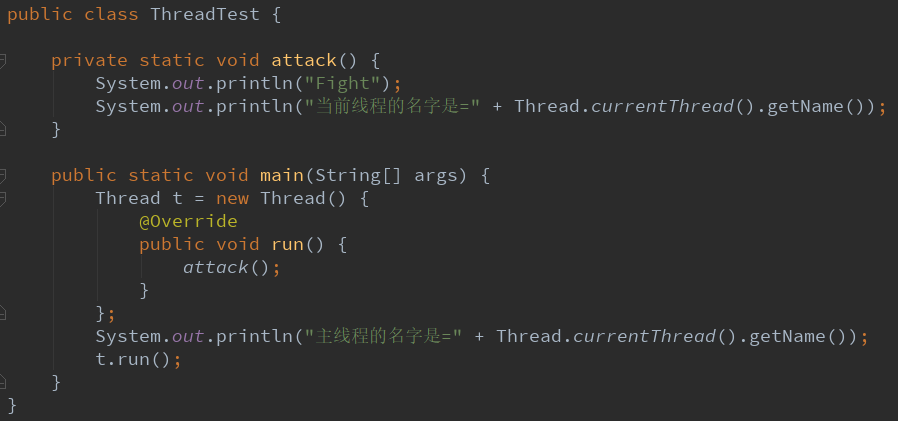 public class ThreadTest {
private static void attack() {
System.out.println("Fight");
System.out.println("当前线程的名字是=" + Thread.currentThread().getName());
}
public static void main(String[] args) {
Thread t = new Thread() {
@Override
public void run() {
attack();
}
};
System.out.println("主线程的名字是=" + Thread.currentThread().getName());
t.run();
}
}